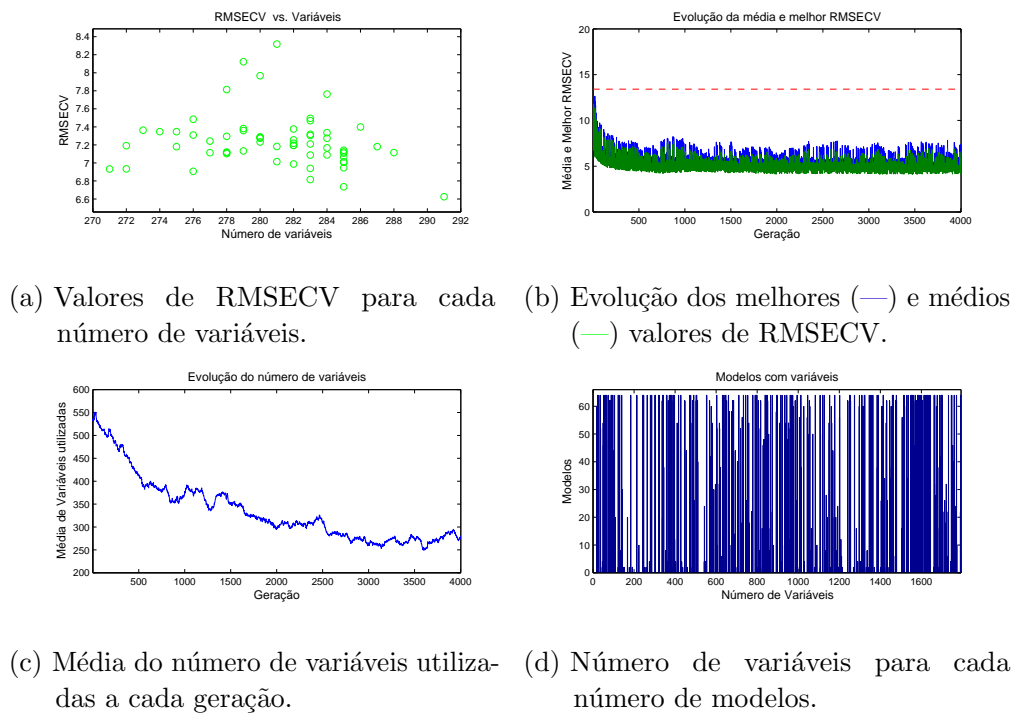 RMSECV vs. Variáveis
8.4
8.2
8
7.8
7.6
7.4
7.2
7
6.8
6.6
RMSECV
270 272 274 276 278 280 282 284 286 288 290 292
Número de variáveis
Evolução da média e melhor RMSECV
20
15
10
5
0
Média e Melhor RMSECV
500 1000 1500 2000 2500 3000 3500 4000
Geração
(a) Valores de RMSECV para cada
número de variáveis.
(b) Evolução dos melhores (—) e médios
(—) valores de RMSECV.
Evolução do número de variáveis
600
550
500
450
400
350
300
250
200
Média de Variáveis utilizadas
500 1000 1500 2000 2500 3000 3500 4000
Geração
Modelos com variáveis
60
50
40
30
20
10
0
Modelos
0 200 400 600 800 1000 1200 1400 1600
Número de Variáveis
(c) Média do número de variáveis utiliza-
das a cada geração.
(d) Número de variáveis para cada
número de modelos.